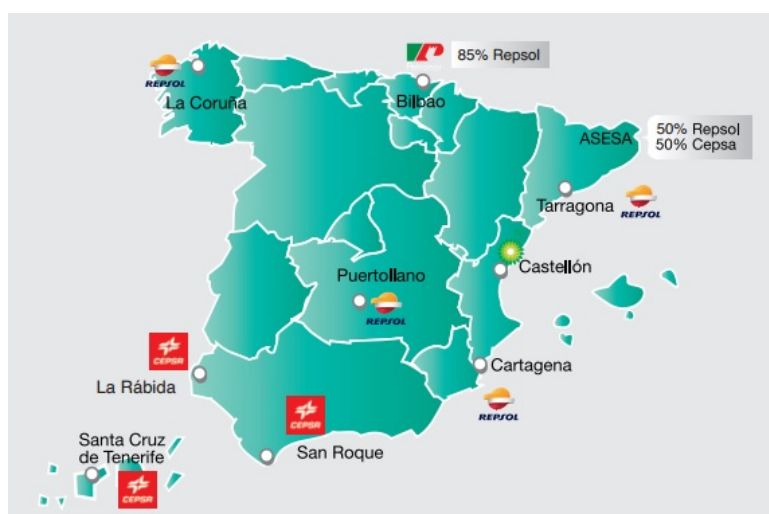 85% Repsol
REPSOL
La Coruña
Bilbao
50% Repsol
50% Cepsa
ASESA
Tarragona
REPSOL
Castellón
Puertollano
REPSOL
CEPSA
La Rábida
Cartagena
REPSOL
CEPSA
San Roque
Santa Cruz
de Tenerife
CEPSA